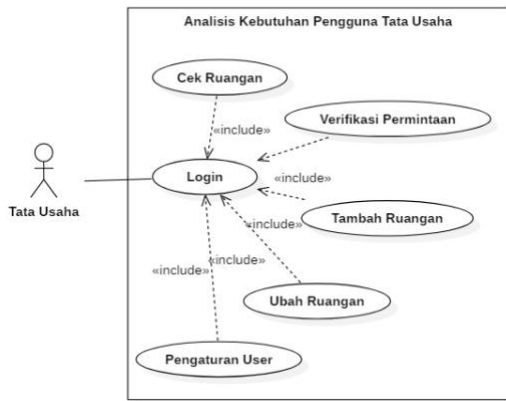 Analisis Kebutuhan Pengguna Tata Usaha
Cek Ruangan
Verifikasi Permintaan
«include»
Login
«include»
Tata Usaha
Tambah Ruangan
«include»
«include»
«include»
Ubah Ruangan
Pengaturan User